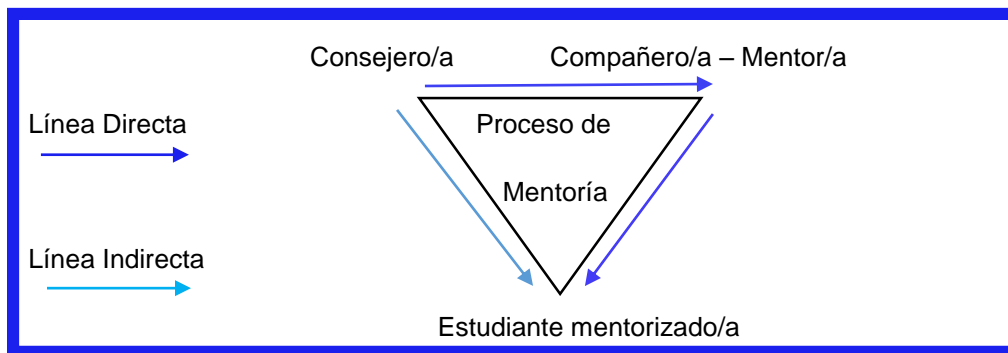 Consejero/a
Compañero/a – Mentor/a
Línea Directa
Proceso de
Mentoría
Línea Indirecta
Estudiante mentorizado/a